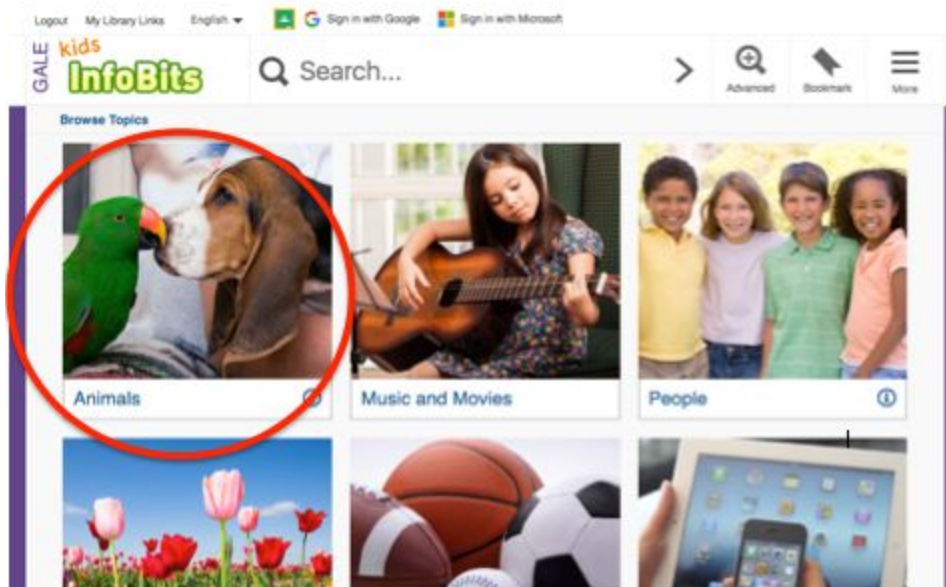 Logout My Library Links English Sign in with Google Sign in with Microsoft
GALE kids InfoBits Search... Advanced Bookmark More
Browse Topics
Animals Music and Movies People